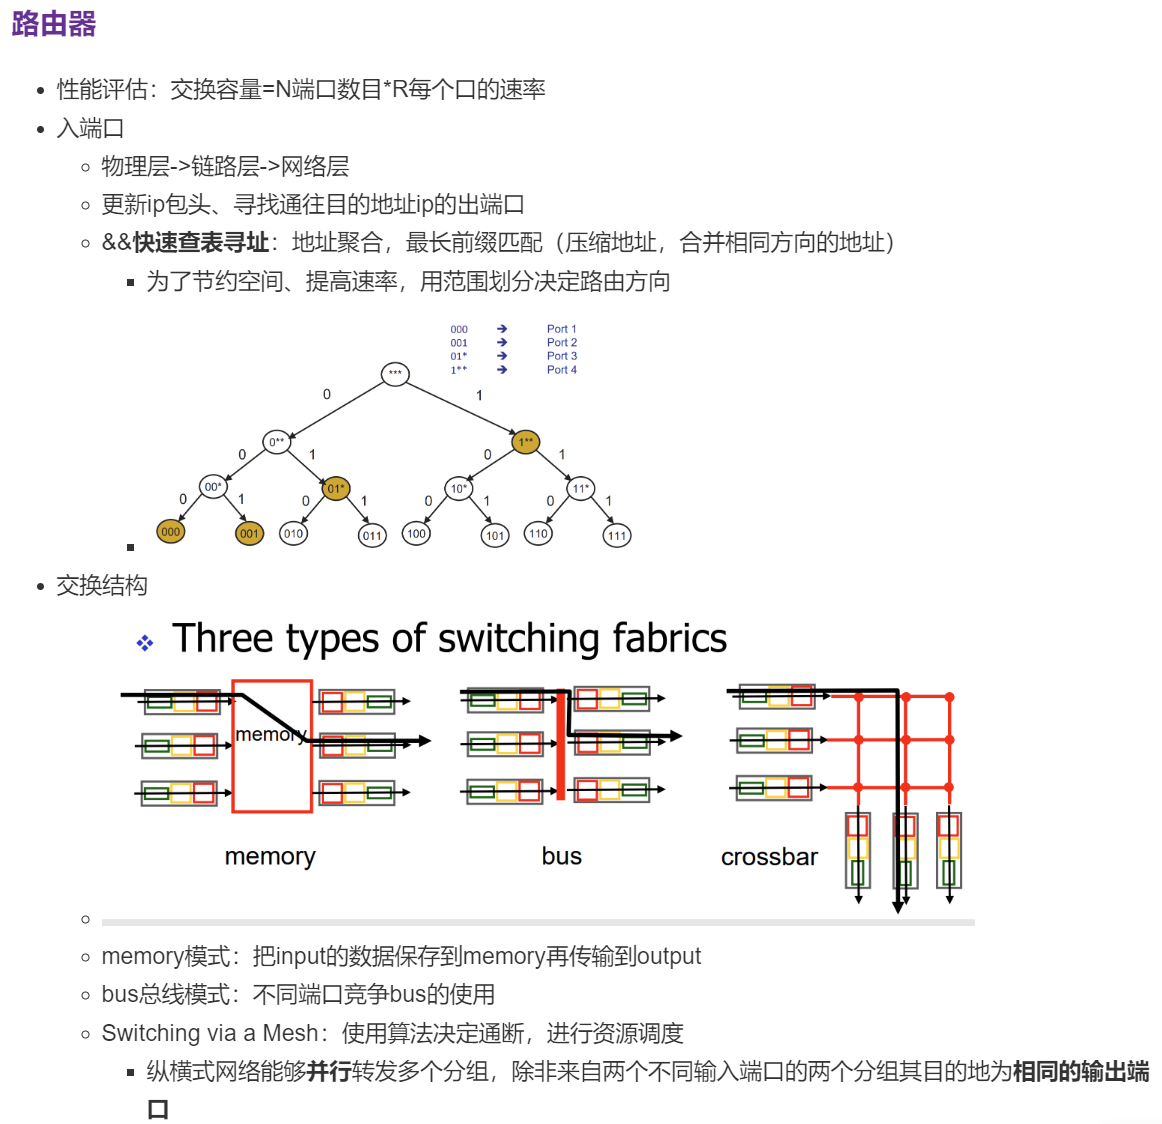 路由器
性能评估：交换容量=N端口数目*R每个口的速率
入端口
物理层->链路层->网络层
更新ip包头、寻找通往目的地址ip的出端口
&&快速查表寻址：地址聚合，最长前缀匹配（压缩地址，合并相同方向的地址）
为了节约空间、提高速率，用范围划分决定路由方向
000 → Port 1
001 → Port 2
01* → Port 3
1** → Port 4
***
0 1
0** 1**
0 1 0 1
00* 01* 10* 11*
0 1 0 1 0 1 0 1
000 001 010 011 100 101 110 111
交换结构
Three types of switching fabrics
memory
memory bus crossbar
memory模式：把input的数据保存到memory再传输到output
bus总线模式：不同端口竞争bus的使用
Switching via a Mesh：使用算法决定通断，进行资源调度
纵横式网络能够并行转发多个分组，除非来自两个不同输入端口的两个分组其目的地为相同的输出端
口